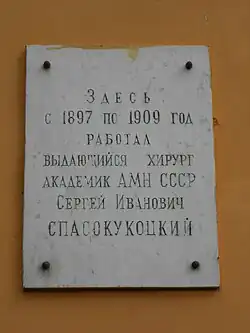 Здесь
с 1897 по 1909 год
работал
выдающийся хирург
академик АМН СССР
Сергей Иванович
СПАСОКУКОЦКИЙ